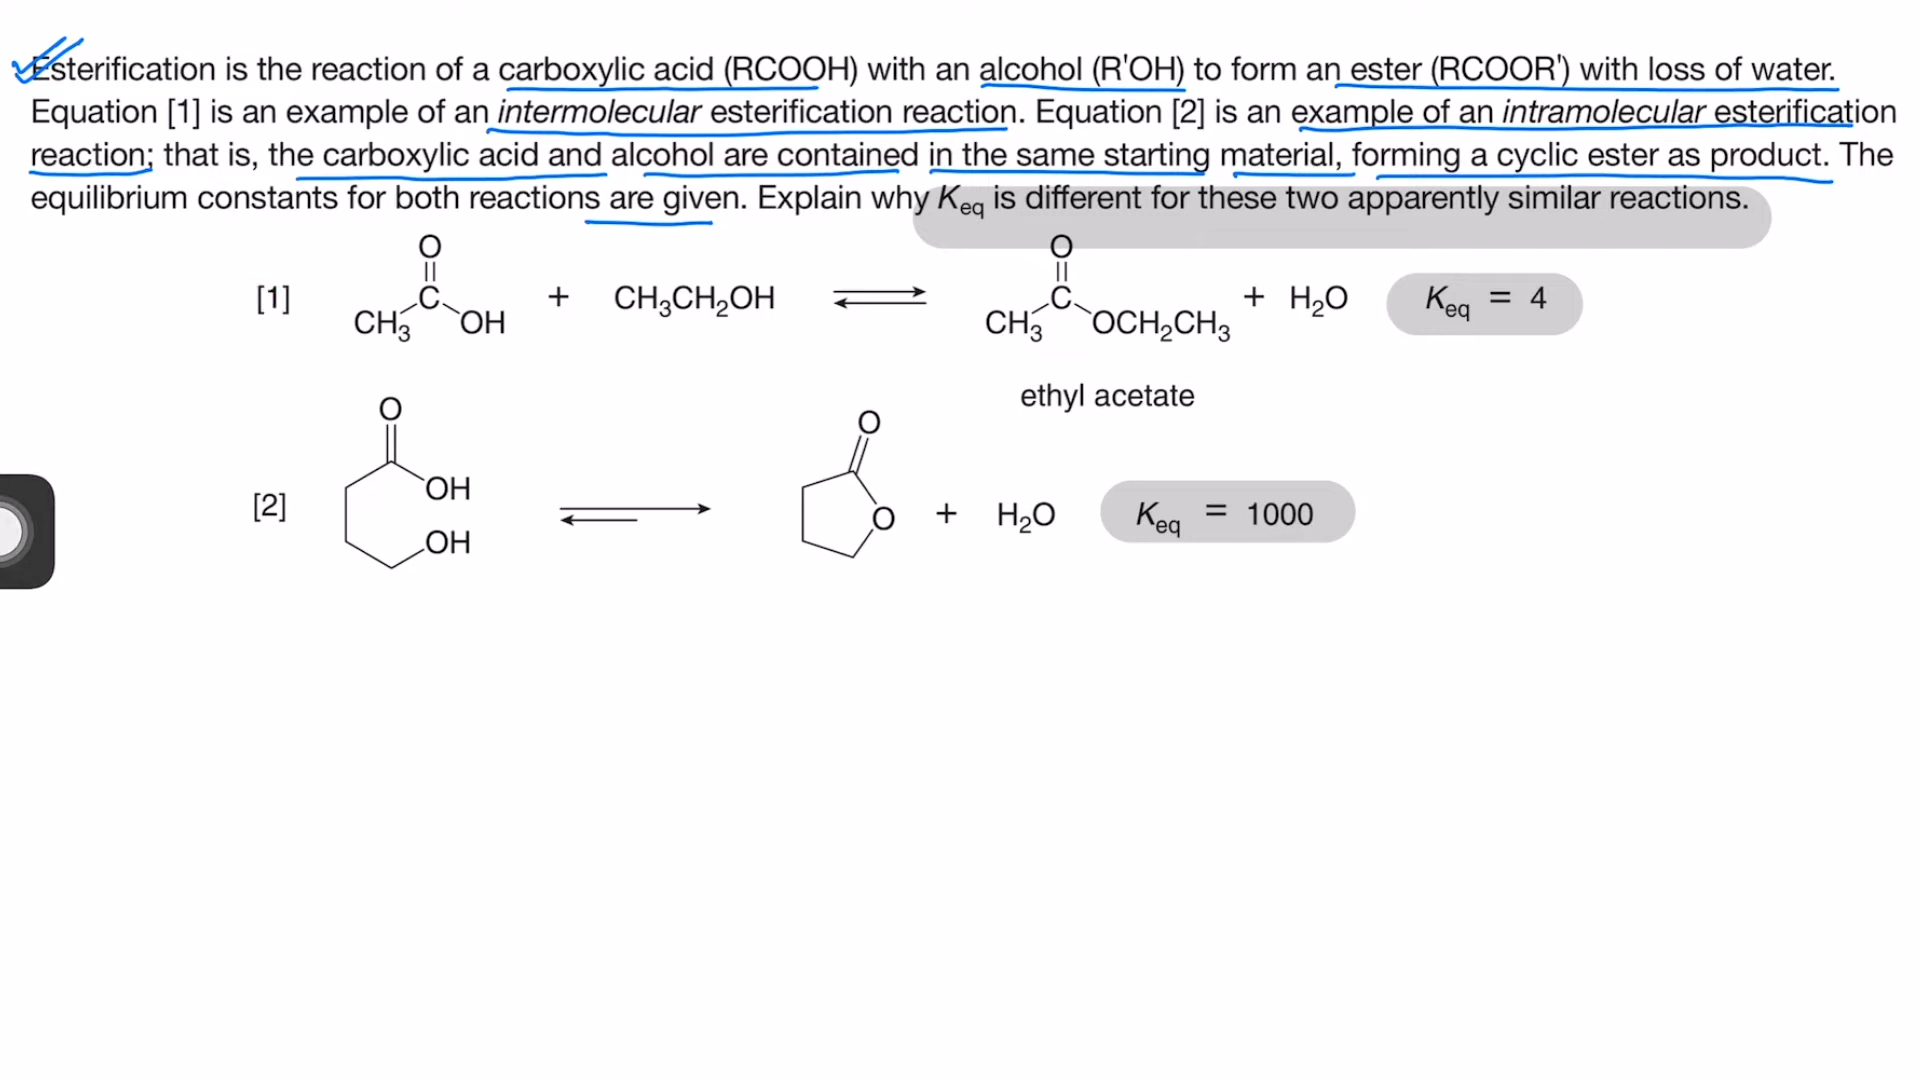 Esterification is the reaction of a carboxylic acid (RCOOH) with an alcohol (R'OH) to form an ester (RCOOR') with loss of water.
Equation [1] is an example of an intermolecular esterification reaction. Equation [2] is an example of an intramolecular esterification
reaction; that is, the carboxylic acid and alcohol are contained in the same starting material, forming a cyclic ester as product. The
equilibrium constants for both reactions are given. Explain why Keq is different for these two apparently similar reactions.
O O
[1] C + CH3CH2OH C + H2O Keq = 4
CH3 OH CH3 OCH2CH3
ethyl acetate
O O
OH
[2] O + H2O Keq = 1000
OH